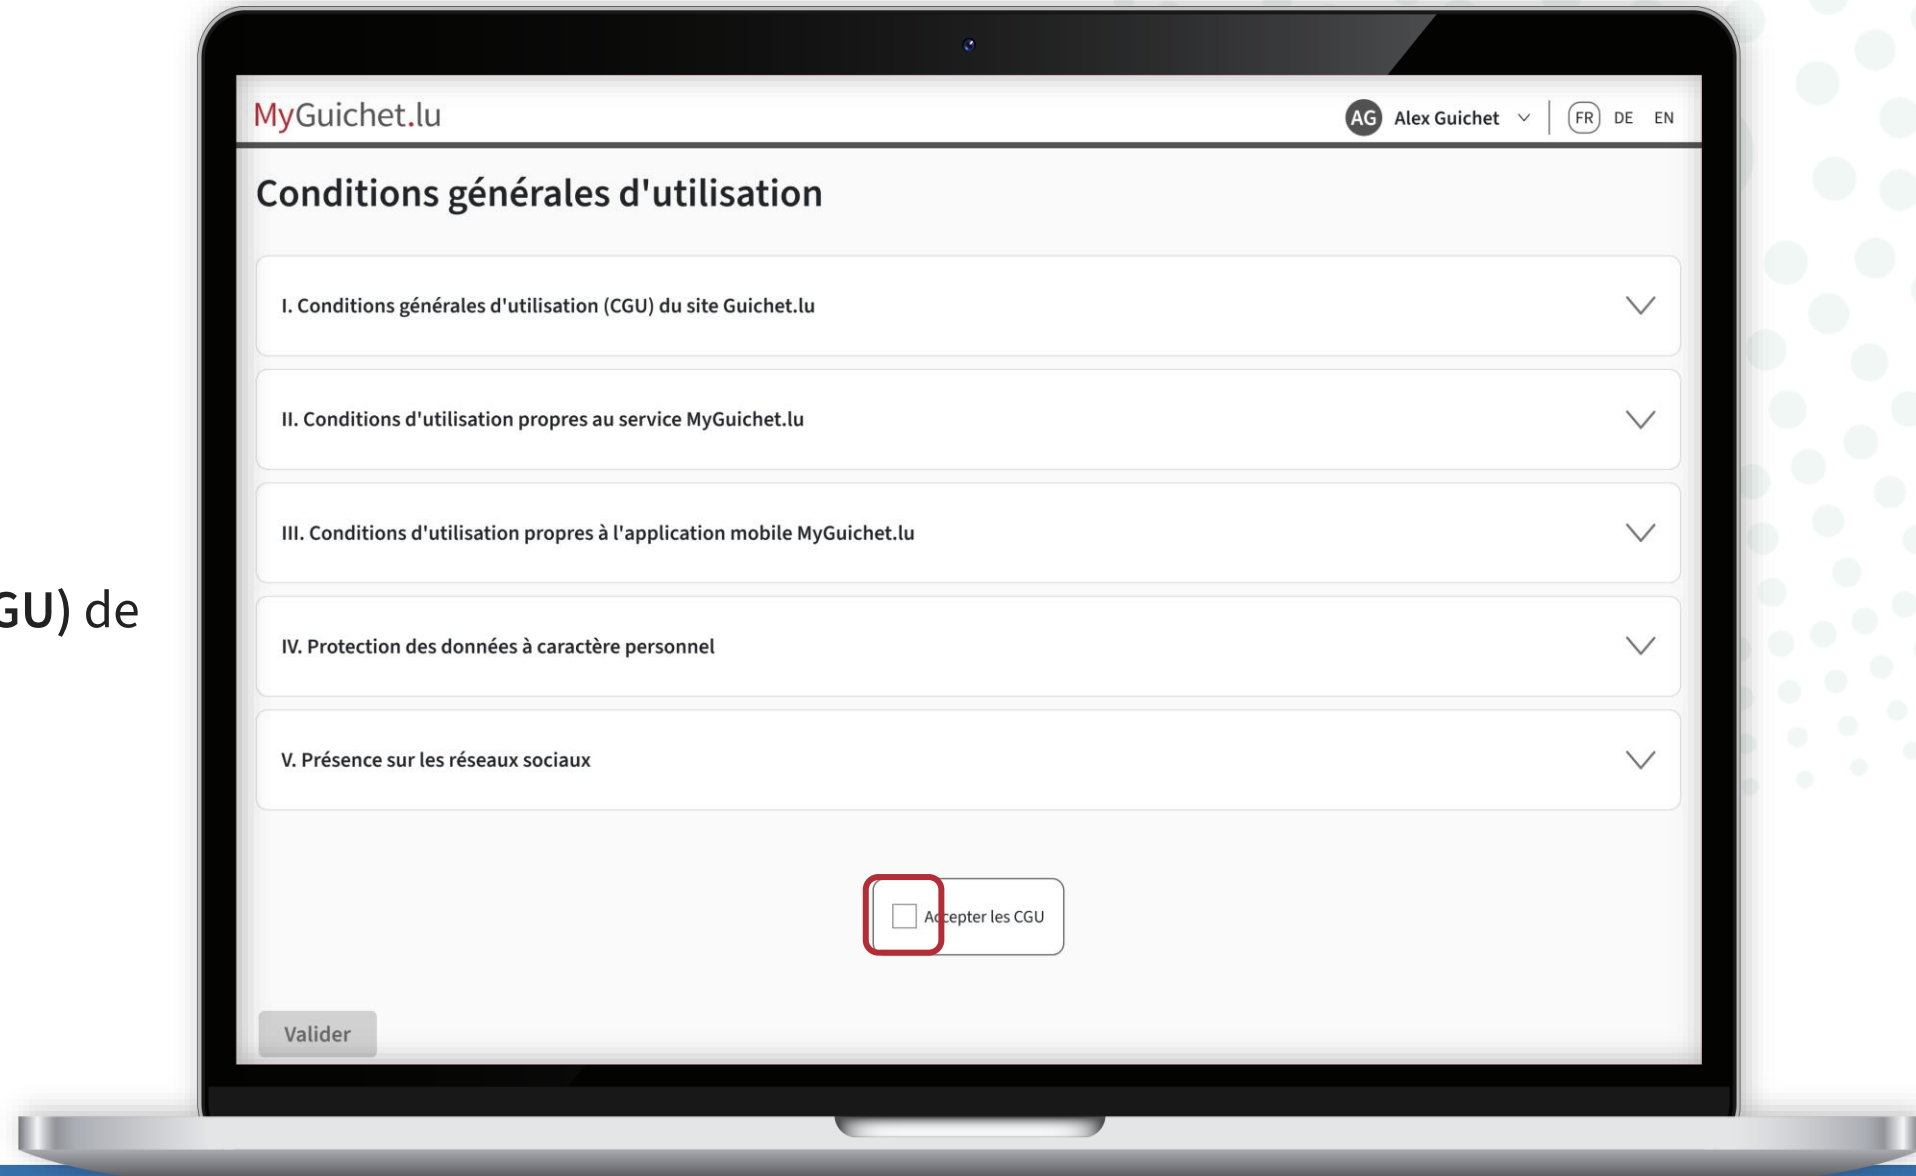 MyGuichet.lu
AG Alex Guichet FR DE EN
Conditions générales d'utilisation
I. Conditions générales d'utilisation (CGU) du site Guichet.lu
II. Conditions d'utilisation propres au service MyGuichet.lu
III. Conditions d'utilisation propres à l'application mobile MyGuichet.lu
GU) de
IV. Protection des données à caractère personnel
V. Présence sur les réseaux sociaux
Accepter les CGU
Valider